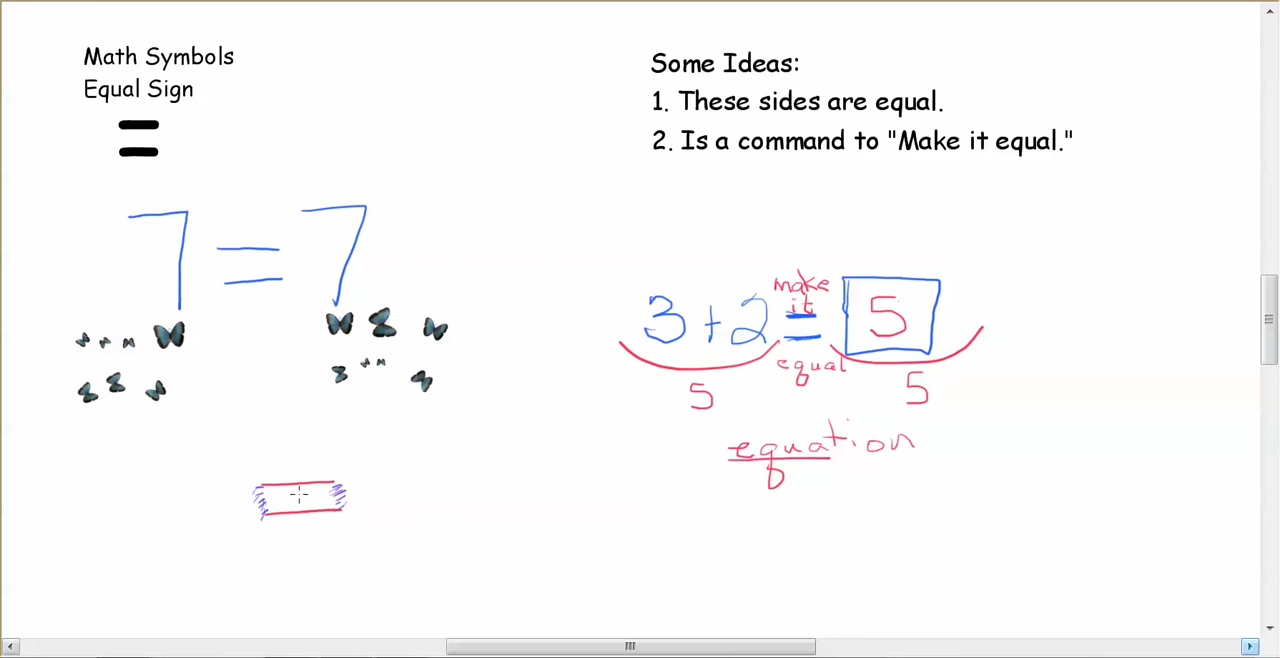 Math Symbols
Equal Sign
=
7 = 7
Some Ideas:
1. These sides are equal.
2. Is a command to "Make it equal."
make
it
3 + 2 = 5
equal
5 5
equation